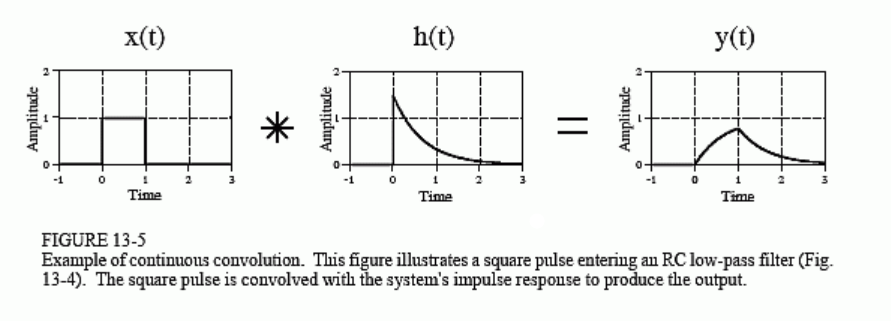 x(t) h(t) y(t)
2 2 2
Amplitude Amplitude Amplitude
1 * 1 = 1
0 0 0
-1 0 1 2 3 -1 0 1 2 3 -1 0 1 2 3
Time Time Time
FIGURE 13-5
Example of continuous convolution. This figure illustrates a square pulse entering an RC low-pass filter (Fig.
13-4). The square pulse is convolved with the system's impulse response to produce the output.